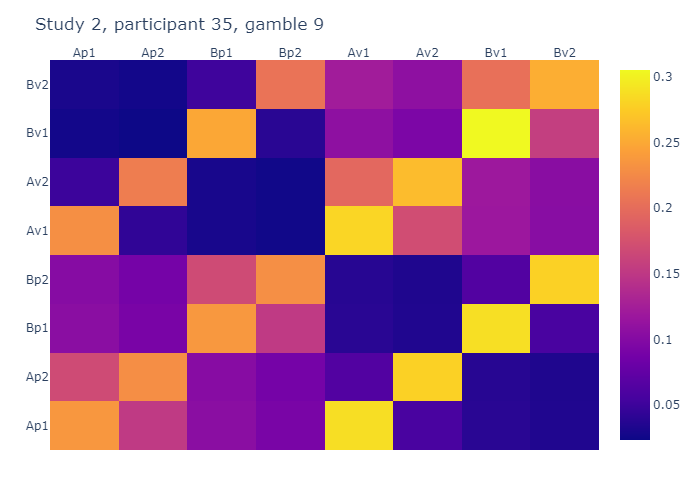 Study 2, participant 35, gamble 9
Ap1 Ap2 Bp1 Bp2 Av1 Av2 Bv1 Bv2
Bv2
Bv1
Av2
Av1
Bp2
Bp1
Ap2
Ap1
0.3
0.25
0.2
0.15
0.1
0.05